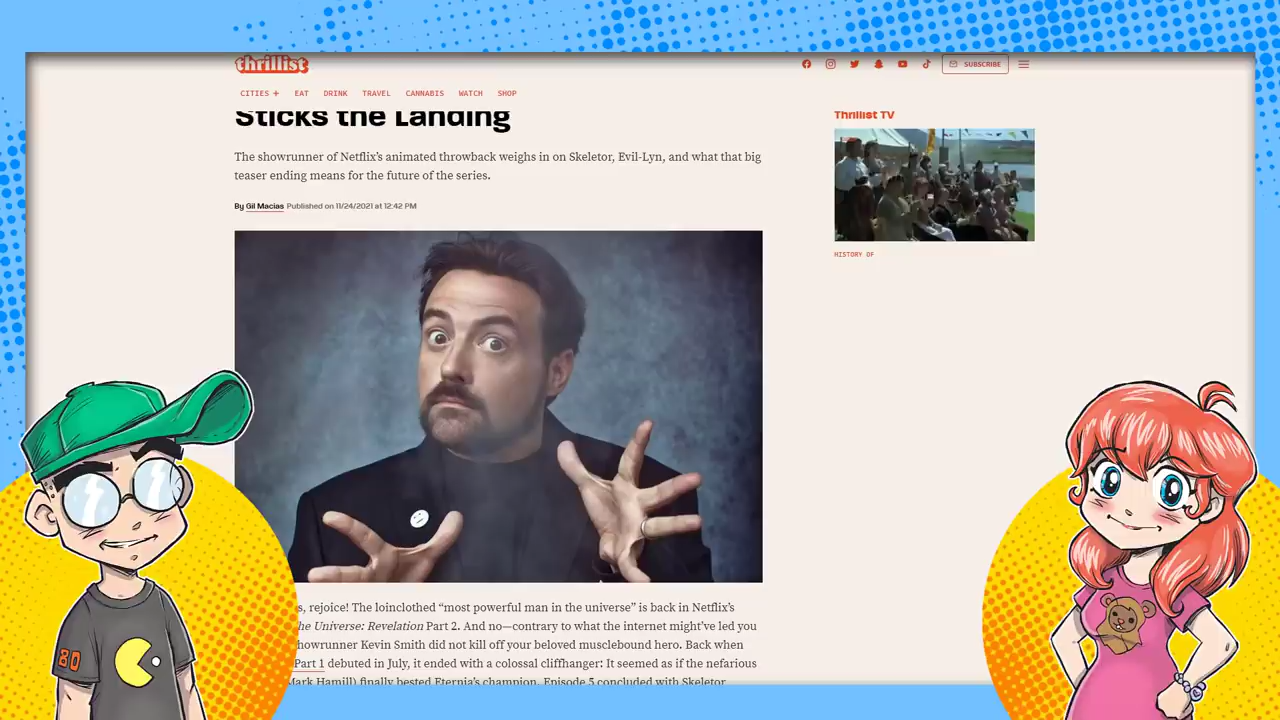 thrillist
SUBSCRIBE
CITIES + EAT DRINK TRAVEL CANNABIS WATCH SHOP
Sticks the Landing
Thrillist TV
The showrunner of Netflix's animated throwback weighs in on Skeletor, Evil-Lyn, and what that big
teaser ending means for the future of the series.
By Gil Macias Published on 11/24/2021 at 12:42 PM
HISTORY OF
s, rejoice! The loinclothed “most powerful man in the universe” is back in Netflix’s
he Universe: Revelation Part 2. And no—contrary to what the internet might’ve led you
howrunner Kevin Smith did not kill off your beloved musclebound hero. Back when
Part 1 debuted in July, it ended with a colossal cliffhanger: It seemed as if the nefarious
Mark Hamill) finally bested Eternia’s champion. Episode 5 concluded with Skeletor
80